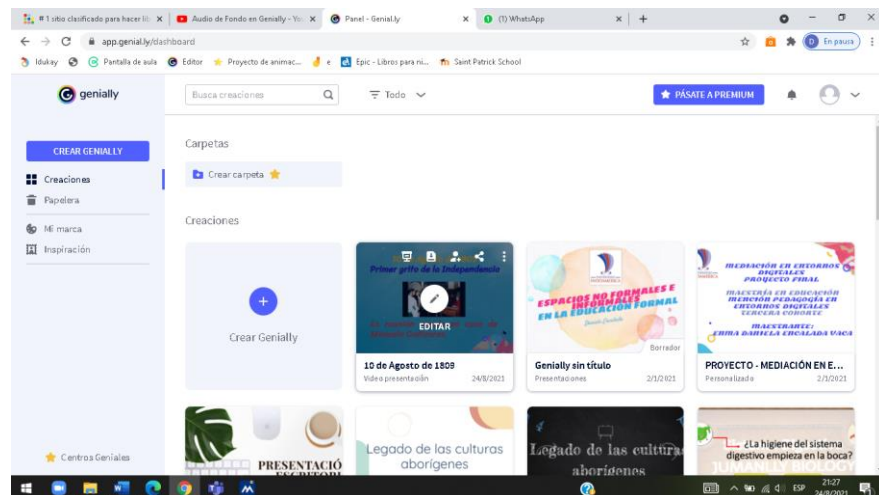 # 1 sitio clasificado para hacer lib
Audio de Fondo en Genially - Yo
Panel - Genial.ly
(1) WhatsApp
app.genial.ly/dashboard
D En pausa
Idukay
Pantalla de aula
Editor
Proyecto de animac...
e
Epic - Libros para ni...
Saint Patrick School
G genially
Busca creaciones
Todo
PÁSATE A PREMIUM
CREAR GENIALLY
Creaciones
Papelera
Mi marca
Inspiración
Centros Geniales
Carpetas
Crear carpeta
Creaciones
Crear Genially
Primer grito de la Independencia
EDITAR
10 de Agosto de 1809
Video presentación 24/8/2021
ESPACIOS NO FORMALES E
INFORMALES
EN LA EDUCACIÓN FORMAL
Borrador
Genially sin título
Presentaciones 2/1/2021
MEDIACIÓN EN ENTORNOS
DIGITALES
PROYECTO FINAL
MAESTRÍA EN EDUCACIÓN
MENCIÓN PEDAGOGÍA EN
ENTORNOS DIGITALES
TERCERA COHORTE
MAESTRANTE:
EMMA DANIELA ENCALADA VACA
PROYECTO - MEDIACIÓN EN E...
Personalizado 2/1/2021
PRESENTACIÓ
ESCRITORI
Legado de las culturas
aborígenes
Legado de las culturas
aborígenes
¿La higiene del sistema
digestivo empieza en la boca?
JUMANLLY BIOLOGY
ESP
21:27
24/8/2021